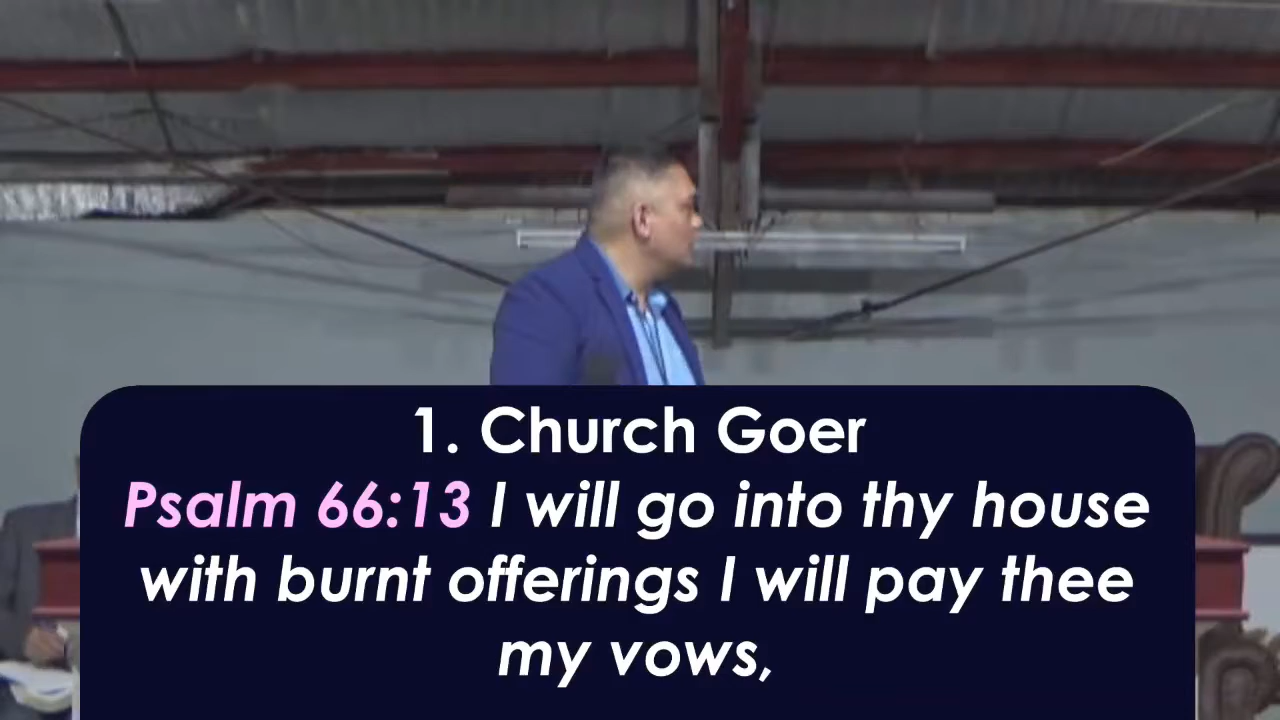 1. Church Goer
Psalm 66:13 I will go into thy house
with burnt offerings I will pay thee
my vows,